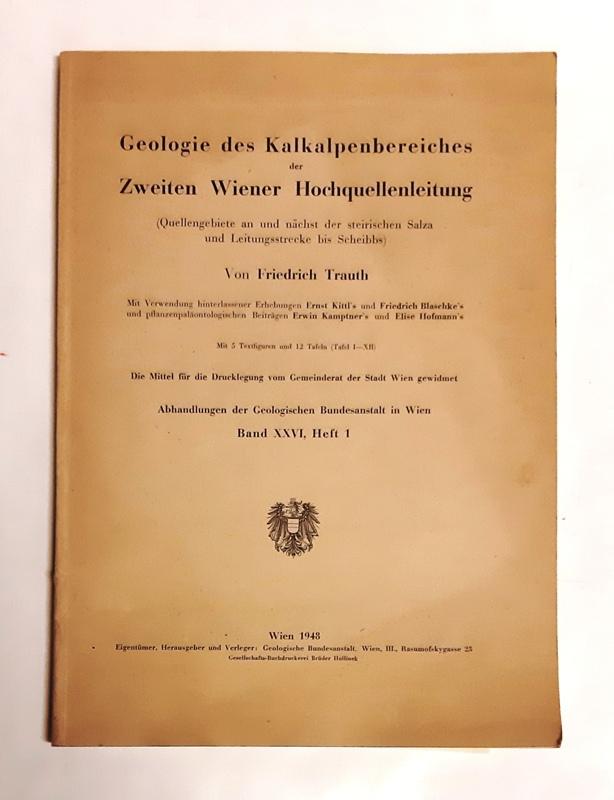 Geologie des Kalkalpenbereiches
der
Zweiten Wiener Hochquellenleitung
(Quellengebiete an und nächst der steirischen Salza
und Leitungsstrecke bis Scheibbs)
Von Friedrich Trauth
Mit Verwendung hinterlassener Erhebungen Ernst Kittl's und Friedrich Blaschke's
und pflanzenpaläontologischen Beiträgen Erwin Kamptner's und Elise Hofmann's
Mit 5 Textfiguren und 12 Tafeln (Tafel I—XII)
Die Mittel für die Drucklegung vom Gemeinderat der Stadt Wien gewidmet
Abhandlungen der Geologischen Bundesanstalt in Wien
Band XXVI, Heft 1
Wien 1948
Eigentümer, Herausgeber und Verleger: Geologische Bundesanstalt, Wien, III., Rasumofskygasse 23
Gesellschafts-Buchdruckerei Brüder Hollinek